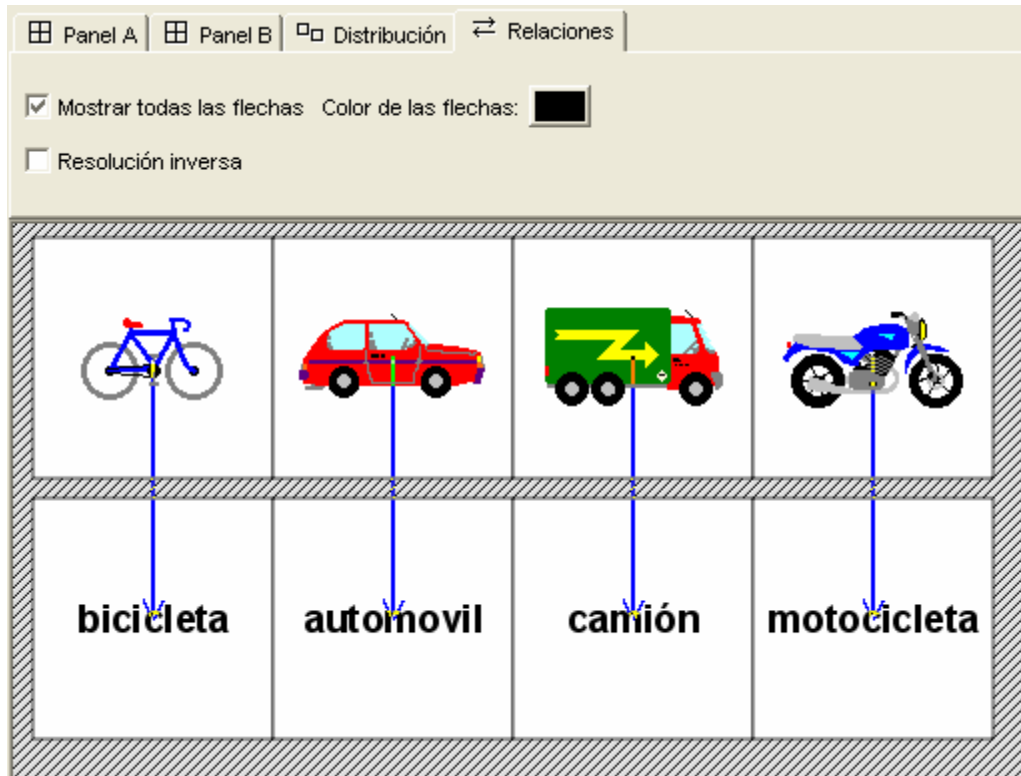 Panel A Panel B Distribución Relaciones
Mostrar todas las flechas Color de las flechas:
Resolución inversa
bicicleta automovil camión motocicleta